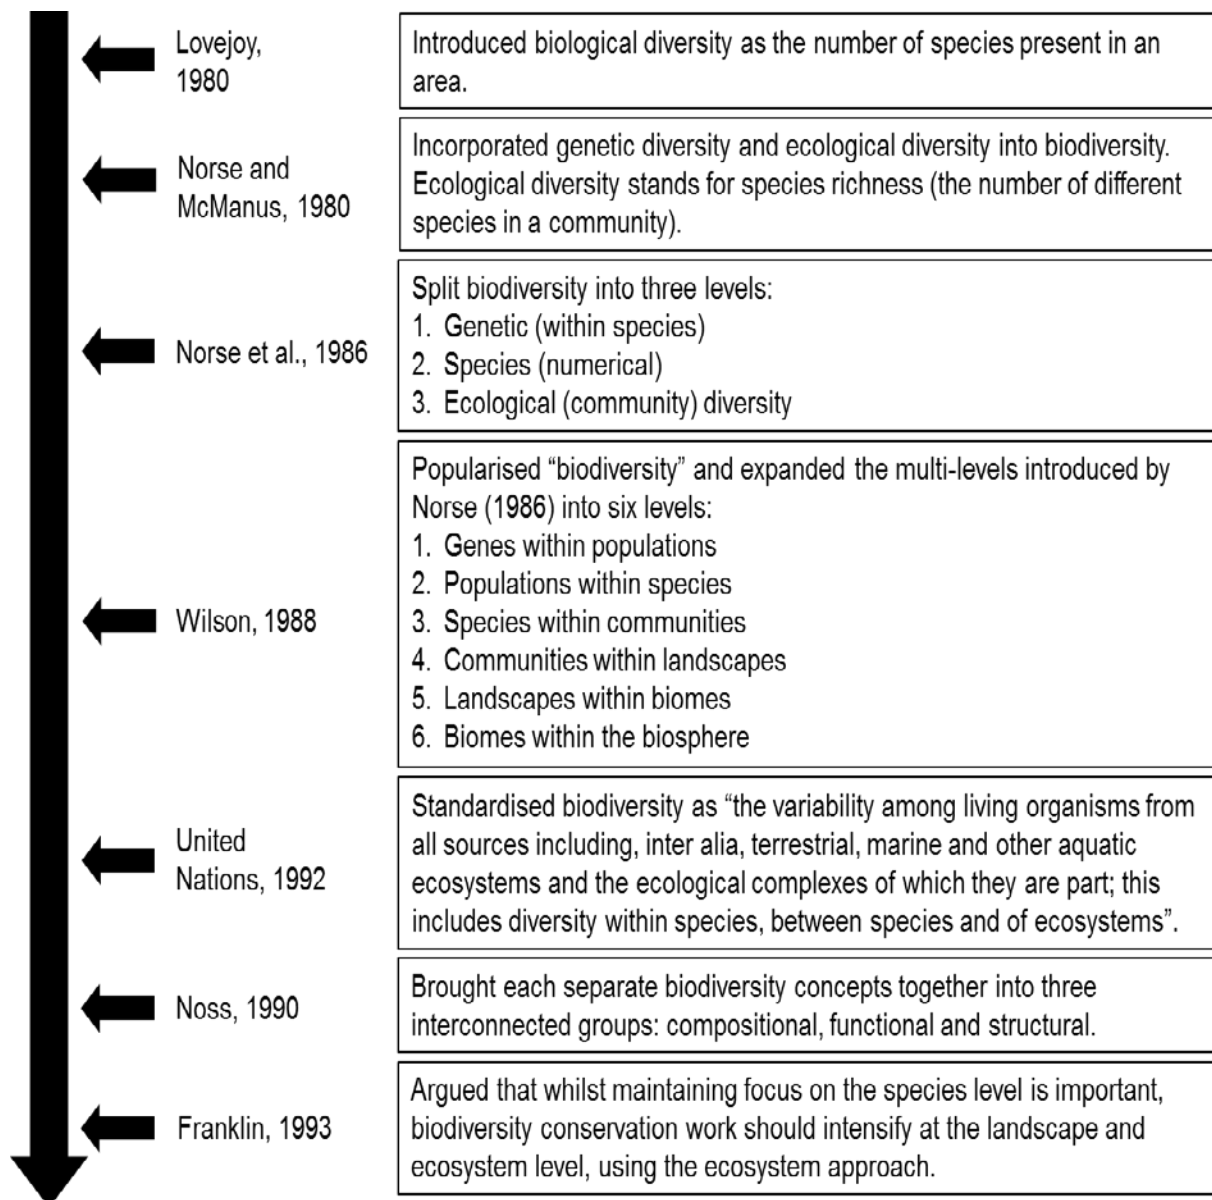 Lovejoy,
1980
Introduced biological diversity as the number of species present in an
area.
Norse and
McManus, 1980
Incorporated genetic diversity and ecological diversity into biodiversity.
Ecological diversity stands for species richness (the number of different
species in a community).
Norse et al., 1986
Split biodiversity into three levels:
1. Genetic (within species)
2. Species (numerical)
3. Ecological (community) diversity
Wilson, 1988
Popularised “biodiversity” and expanded the multi-levels introduced by
Norse (1986) into six levels:
1. Genes within populations
2. Populations within species
3. Species within communities
4. Communities within landscapes
5. Landscapes within biomes
6. Biomes within the biosphere
United
Nations, 1992
Standardised biodiversity as “the variability among living organisms from
all sources including, inter alia, terrestrial, marine and other aquatic
ecosystems and the ecological complexes of which they are part; this
includes diversity within species, between species and of ecosystems”.
Noss, 1990
Brought each separate biodiversity concepts together into three
interconnected groups: compositional, functional and structural.
Franklin, 1993
Argued that whilst maintaining focus on the species level is important,
biodiversity conservation work should intensify at the landscape and
ecosystem level, using the ecosystem approach.